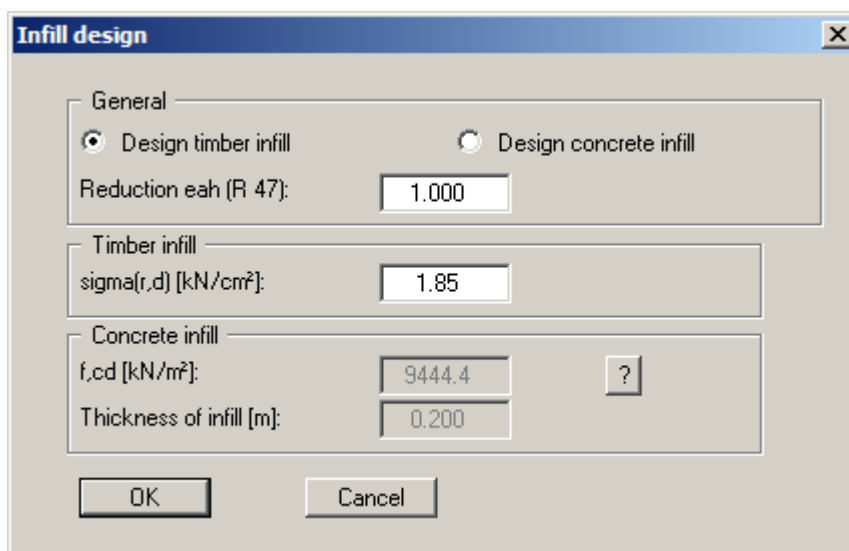 Infill design
General
Design timber infill Design concrete infill
Reduction eah (R 47): 1.000
Timber infill
sigma(r,d) [kN/cm²]: 1.85
Concrete infill
f,cd [kN/m²]: 9444.4 ?
Thickness of infill [m]: 0.200
OK Cancel